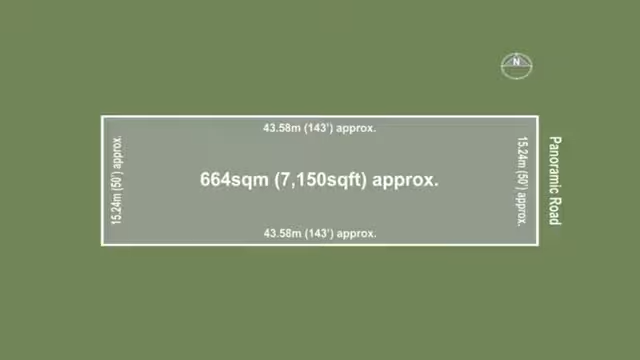 N
43.58m (143') approx.
15.24m (50') approx.
664sqm (7,150sqft) approx.
15.24m (50') approx.
Panoramic Road
43.58m (143') approx.